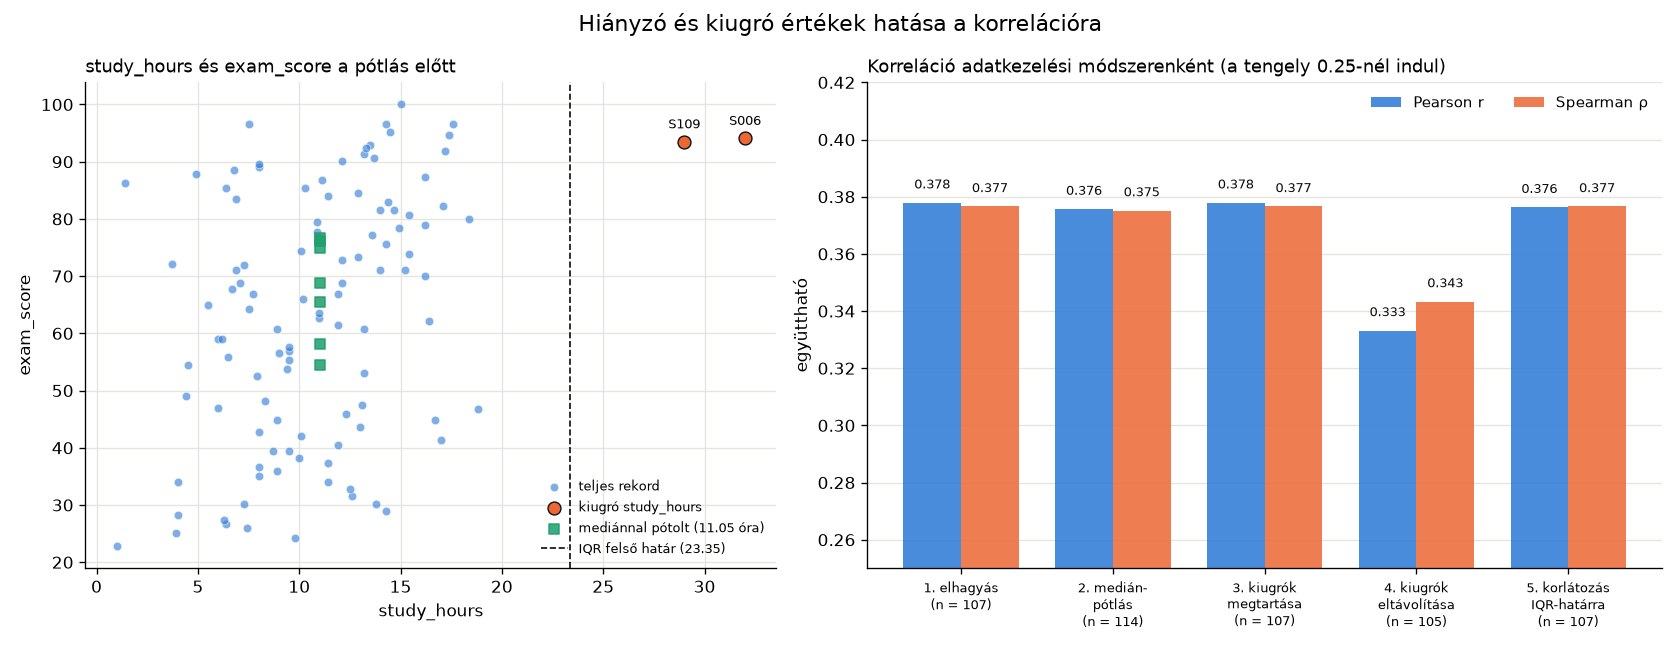 Hiányzó és kiugró értékek hatása a korrelációra
study_hours és exam_score a pótlás előtt
100
90
80
70
60
50
40
30
20
exam_score
0
5
10
15
20
25
30
study_hours
S109
S006
teljes rekord
kiugró study_hours
mediánnal pótolt (11.05 óra)
IQR felső határ (23.35)
Korreláció adatkezelési módszerenként (a tengely 0.25-nél indul)
0.42
0.40
0.38
0.36
0.34
0.32
0.30
0.28
0.26
együttható
Pearson r
Spearman ρ
0.378
0.377
0.376
0.375
0.378
0.377
0.333
0.343
0.376
0.377
1. elhagyás
(n = 107)
2. medián-
pótlás
(n = 114)
3. kiugrók
megtartása
(n = 107)
4. kiugrók
eltávolítása
(n = 105)
5. korlátozás
IQR-határra
(n = 107)